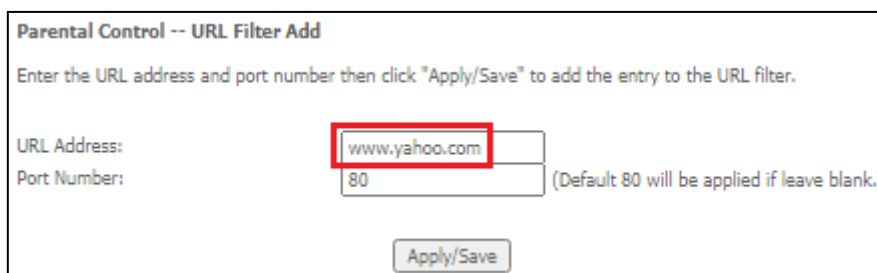 Parental Control -- URL Filter Add
Enter the URL address and port number then click "Apply/Save" to add the entry to the URL filter.
URL Address: www.yahoo.com
Port Number: 80 (Default 80 will be applied if leave blank.
Apply/Save